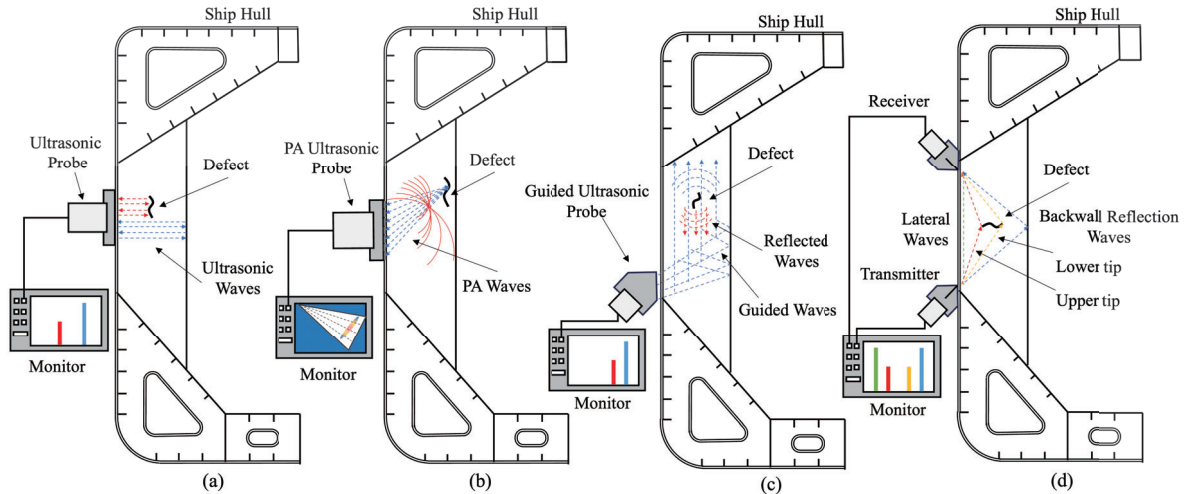 Ship Hull
Ultrasonic
Probe
Defect
Ultrasonic
Waves
Monitor
(a)
Ship Hull
PA Ultrasonic
Probe
Defect
PA Waves
Monitor
(b)
Ship Hull
Guided Ultrasonic
Probe
Defect
Reflected
Waves
Guided Waves
Monitor
(c)
Ship Hull
Receiver
Defect
Lateral
Waves
Backwall Reflection
Waves
Transmitter
Lower tip
Upper tip
Monitor
(d)